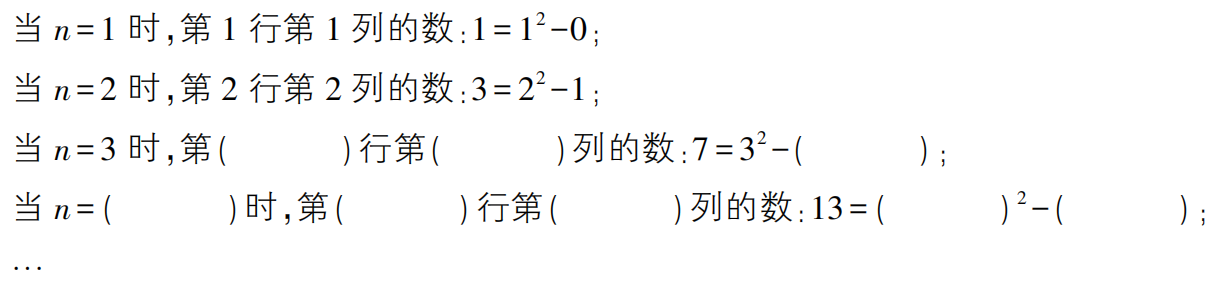 当 n=1 时,第 1 行第 1 列的数:1=1²-0;
当 n=2 时,第 2 行第 2 列的数:3=2²-1;
当 n=3 时,第(　　)行第(　　)列的数:7=3²-(　　);
当 n=(　　)时,第(　　)行第(　　)列的数:13=(　　)²-(　　);
…